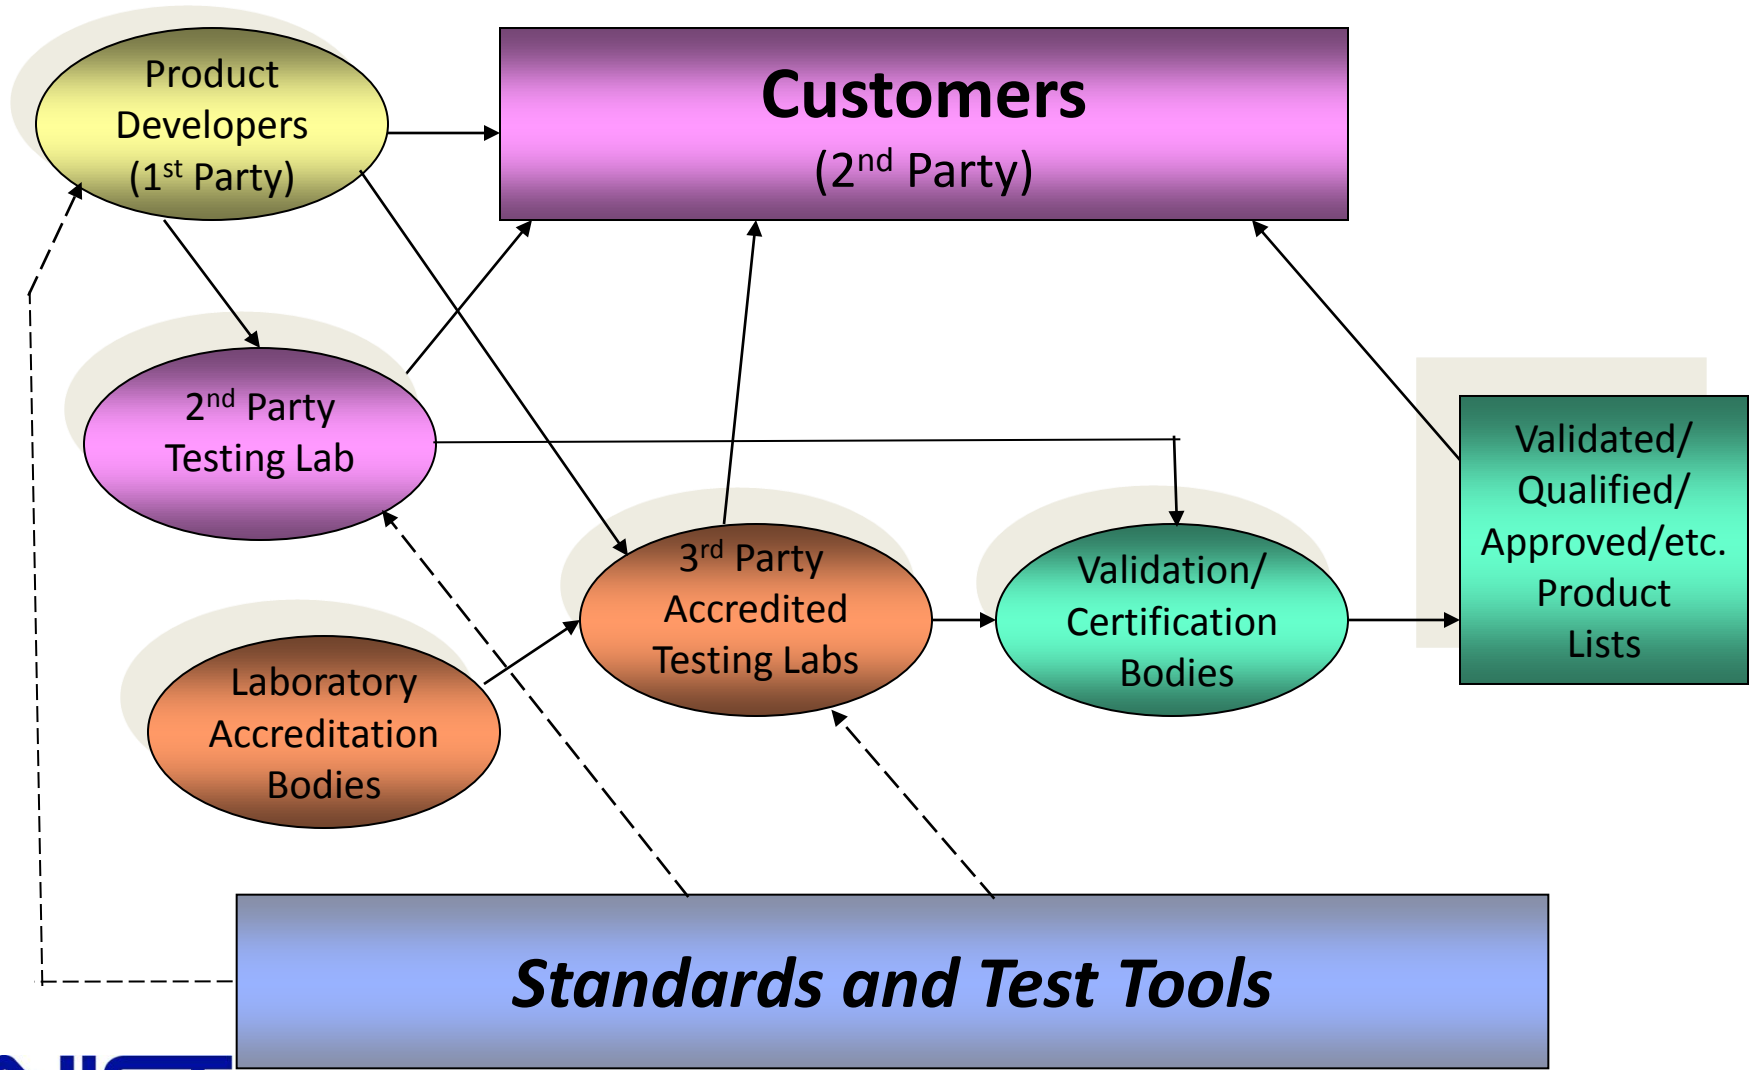 Product
Developers
(1st Party)
Customers
(2nd Party)
2nd Party
Testing Lab
Validated/
Qualified/
Approved/etc.
Product
Lists
3rd Party
Accredited
Testing Labs
Validation/
Certification
Bodies
Laboratory
Accreditation
Bodies
Standards and Test Tools